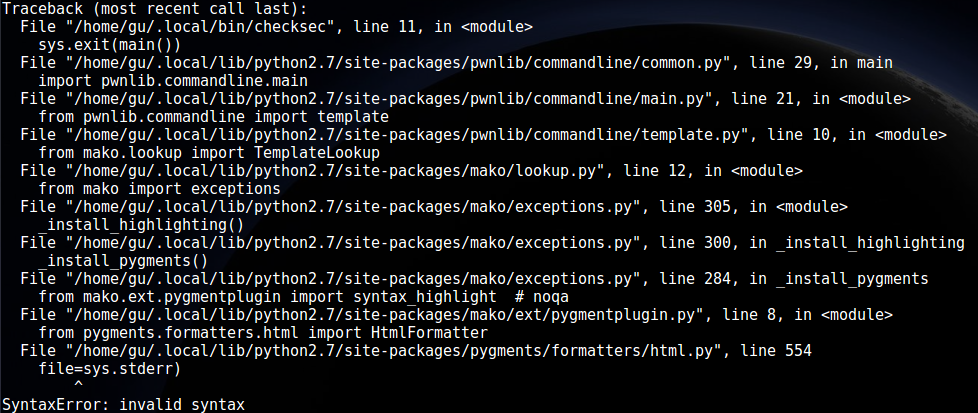 Traceback (most recent call last):
  File "/home/gu/.local/bin/checksec", line 11, in <module>
    sys.exit(main())
  File "/home/gu/.local/lib/python2.7/site-packages/pwnlib/commandline/common.py", line 29, in main
    import pwnlib.commandline.main
  File "/home/gu/.local/lib/python2.7/site-packages/pwnlib/commandline/main.py", line 21, in <module>
    from pwnlib.commandline import template
  File "/home/gu/.local/lib/python2.7/site-packages/pwnlib/commandline/template.py", line 10, in <module>
    from mako.lookup import TemplateLookup
  File "/home/gu/.local/lib/python2.7/site-packages/mako/lookup.py", line 12, in <module>
    from mako import exceptions
  File "/home/gu/.local/lib/python2.7/site-packages/mako/exceptions.py", line 305, in <module>
    _install_highlighting()
  File "/home/gu/.local/lib/python2.7/site-packages/mako/exceptions.py", line 300, in _install_highlighting
    _install_pygments()
  File "/home/gu/.local/lib/python2.7/site-packages/mako/exceptions.py", line 284, in _install_pygments
    from mako.ext.pygmentplugin import syntax_highlight  # noqa
  File "/home/gu/.local/lib/python2.7/site-packages/mako/ext/pygmentplugin.py", line 8, in <module>
    from pygments.formatters.html import HtmlFormatter
  File "/home/gu/.local/lib/python2.7/site-packages/pygments/formatters/html.py", line 554
    file=sys.stderr)
        ^
SyntaxError: invalid syntax